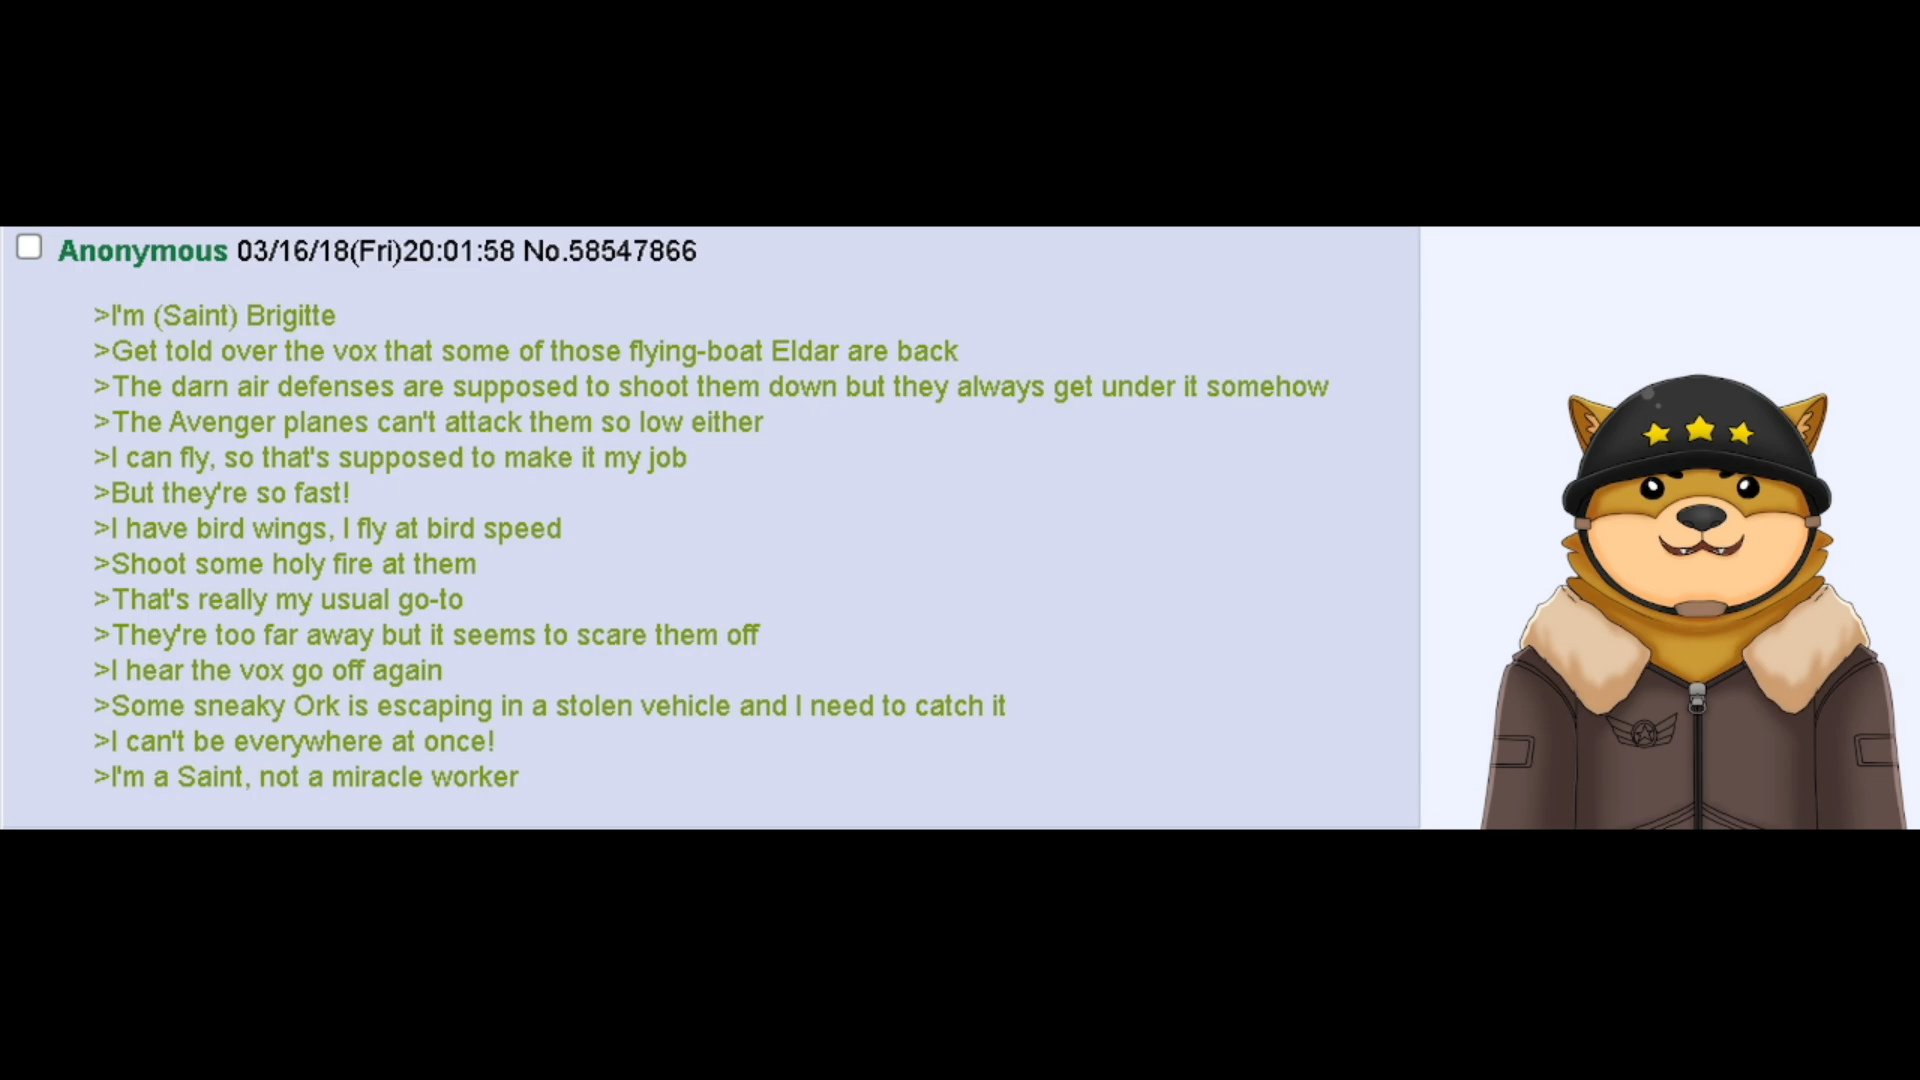 Anonymous 03/16/18(Fri)20:01:58 No.58547866
>I'm (Saint) Brigitte
>Get told over the vox that some of those flying-boat Eldar are back
>The darn air defenses are supposed to shoot them down but they always get under it somehow
>The Avenger planes can't attack them so low either
>I can fly, so that's supposed to make it my job
>But they're so fast!
>I have bird wings, I fly at bird speed
>Shoot some holy fire at them
>That's really my usual go-to
>They're too far away but it seems to scare them off
>I hear the vox go off again
>Some sneaky Ork is escaping in a stolen vehicle and I need to catch it
>I can't be everywhere at once!
>I'm a Saint, not a miracle worker